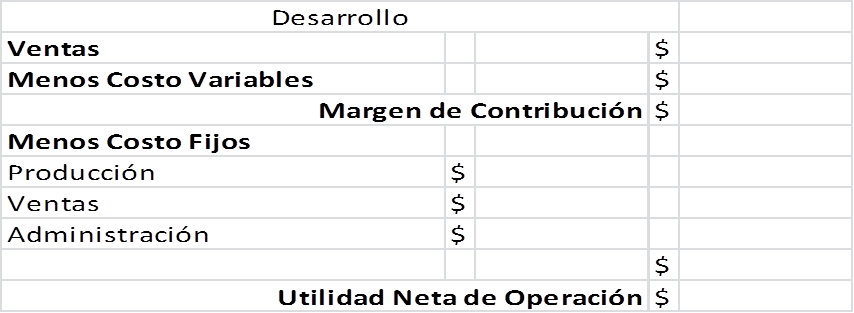 Desarrollo
Ventas $
Menos Costo Variables $
Margen de Contribución $
Menos Costo Fijos
Producción $
Ventas $
Administración $
$
Utilidad Neta de Operación $